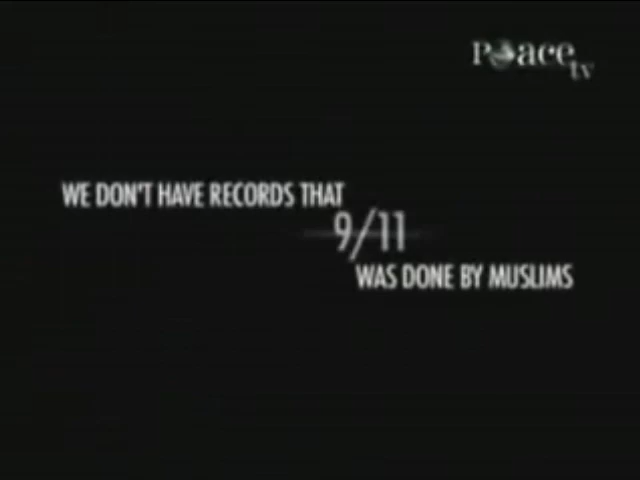 Peace
tv
WE DON'T HAVE RECORDS THAT
9/11
WAS DONE BY MUSLIMS